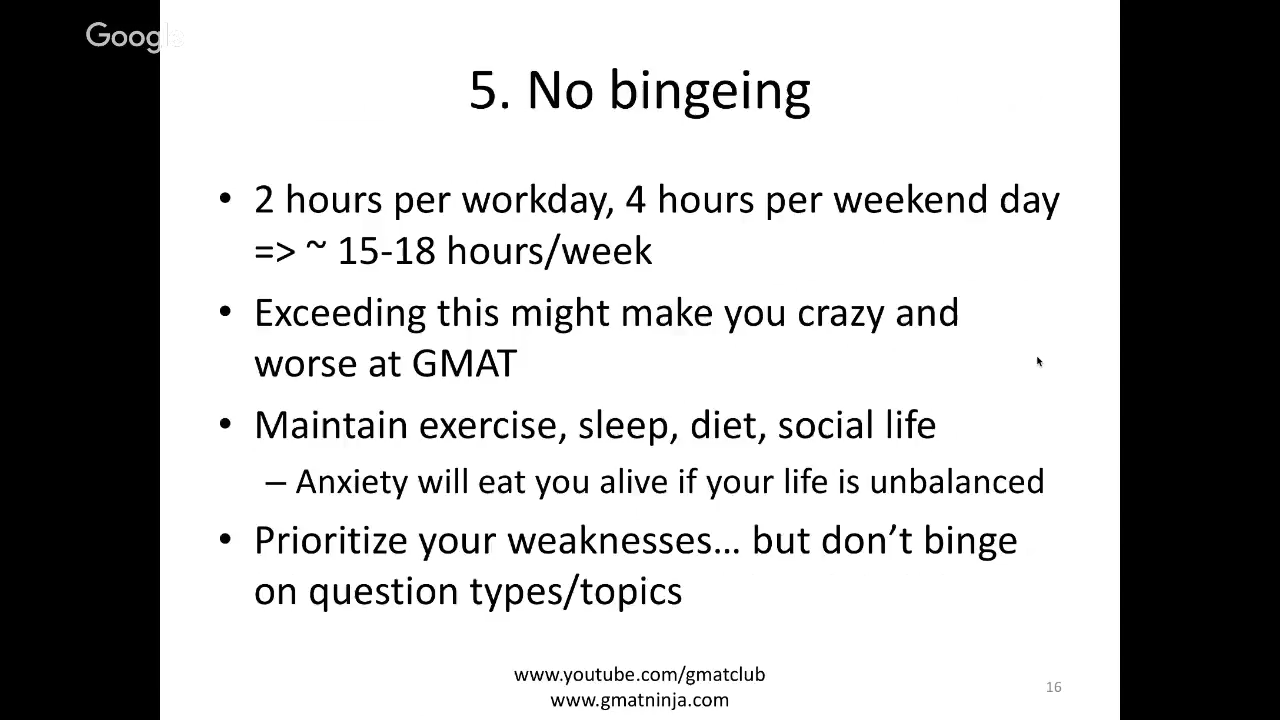 Google
5. No bingeing
• 2 hours per workday, 4 hours per weekend day
=> ~ 15-18 hours/week
• Exceeding this might make you crazy and
worse at GMAT
• Maintain exercise, sleep, diet, social life
– Anxiety will eat you alive if your life is unbalanced
• Prioritize your weaknesses… but don’t binge
on question types/topics
www.youtube.com/gmatclub
www.gmatninja.com
16